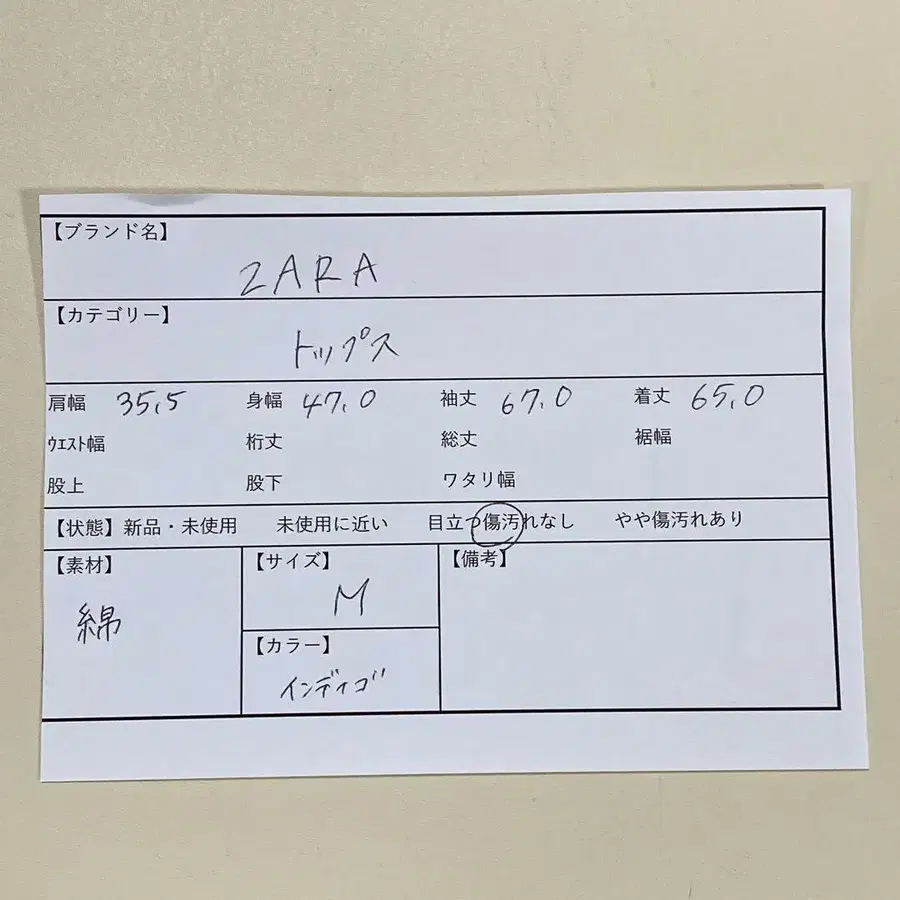 【ブランド名】
ZARA
【カテゴリー】
トップス
肩幅 35.5 身幅 47.0 袖丈 67.0 着丈 65.0
ウエスト幅 裄丈 総丈 裾幅
股上 股下 ワタリ幅
【状態】新品・未使用 未使用に近い 目立つ傷汚れなし やや傷汚れあり
【素材】
綿
【サイズ】
M
【カラー】
インディゴ
【備考】